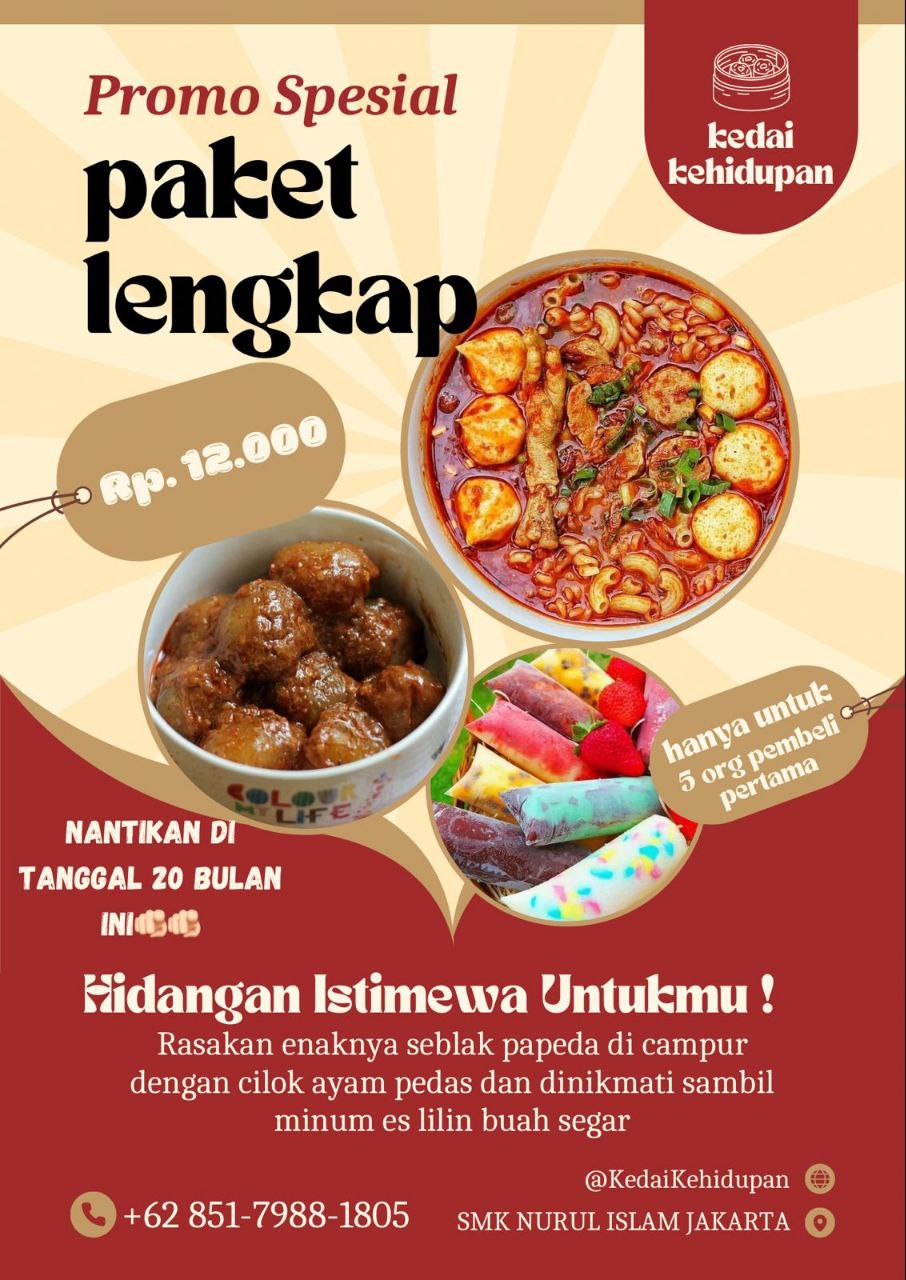 Promo Spesial
paket
lengkap
kedai
kehidupan
Rp. 12.000
COLOUR
MY LIFE
hanya untuk
5 org pembeli
pertama
NANTIKAN DI
TANGGAL 20 BULAN
INI🫵🏻🫵🏻
Hidangan Istimewa Untukmu !
Rasakan enaknya seblak papeda di campur
dengan cilok ayam pedas dan dinikmati sambil
minum es lilin buah segar
+62 851-7988-1805
@KedaiKehidupan
SMK NURUL ISLAM JAKARTA